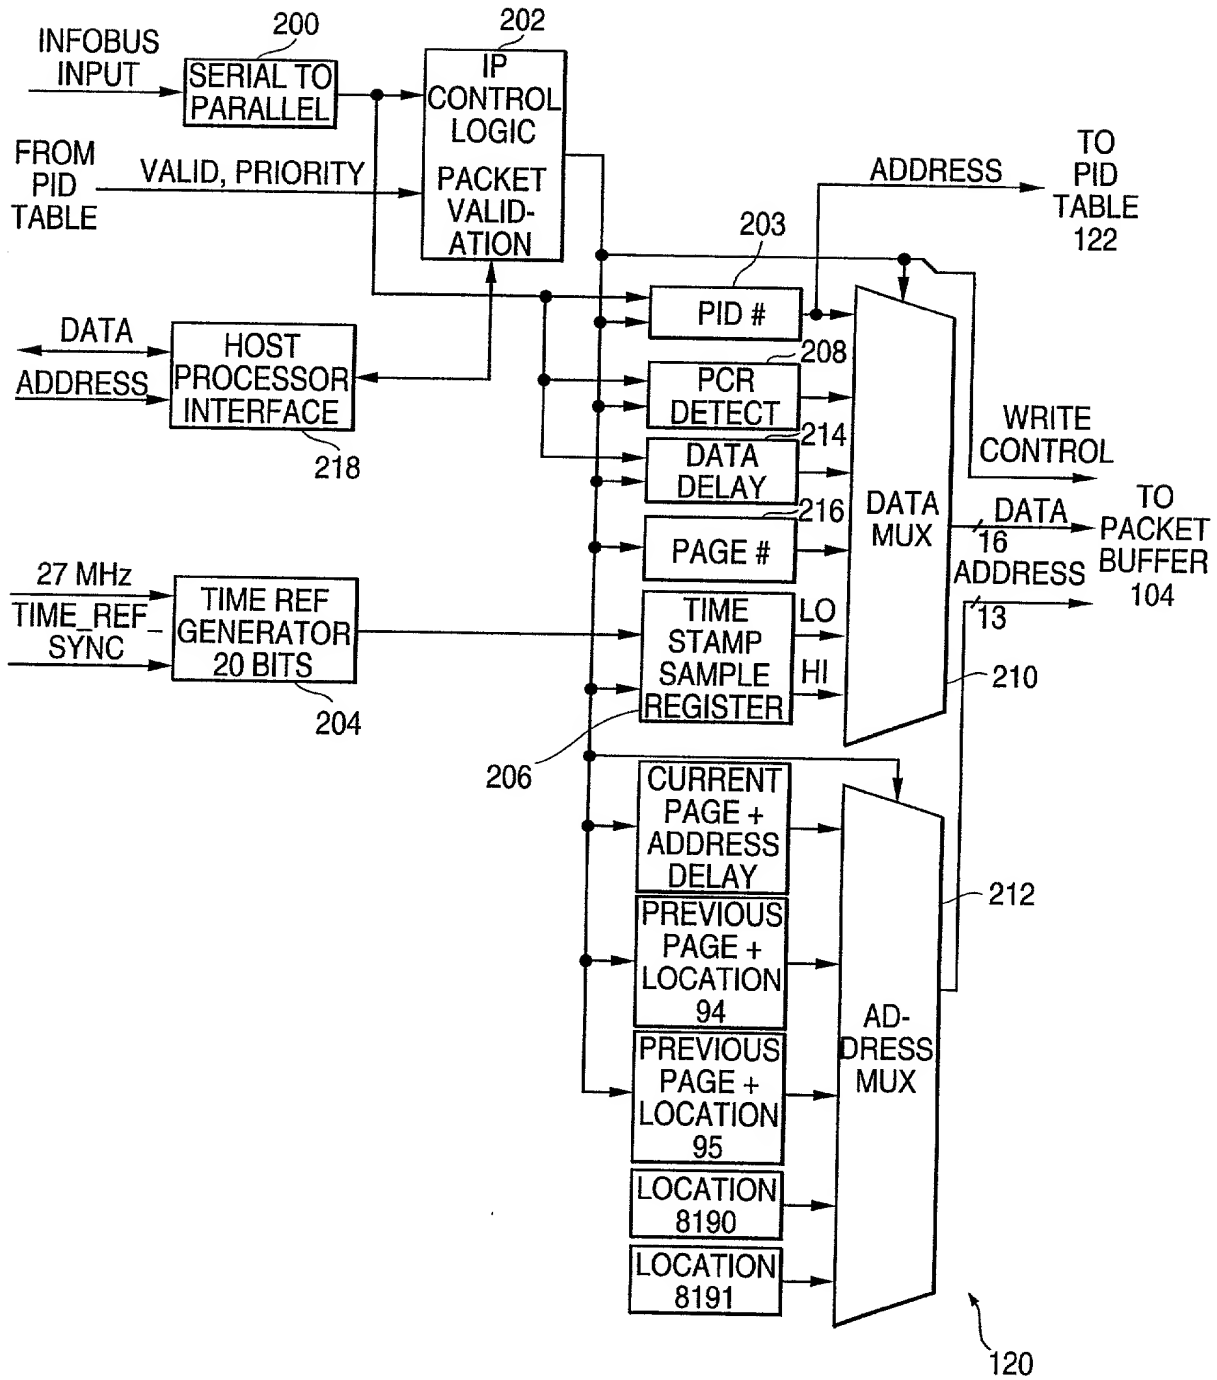 INFOBUS
INPUT
200
SERIAL TO
PARALLEL
202
IP
CONTROL
LOGIC
PACKET
VALID-
ATION
FROM
PID
TABLE
VALID, PRIORITY
ADDRESS
TO
PID
TABLE
122
203
PID #
DATA
ADDRESS
HOST
PROCESSOR
INTERFACE
218
208
PCR
DETECT
214
DATA
DELAY
216
PAGE #
DATA
MUX
WRITE
CONTROL
DATA
16
ADDRESS
13
TO
PACKET
BUFFER
104
27 MHz
TIME_REF_
SYNC
TIME REF
GENERATOR
20 BITS
204
TIME
STAMP
SAMPLE
REGISTER
LO
HI
206
210
CURRENT
PAGE +
ADDRESS
DELAY
212
PREVIOUS
PAGE +
LOCATION
94
AD-
DRESS
MUX
PREVIOUS
PAGE +
LOCATION
95
LOCATION
8190
LOCATION
8191
120